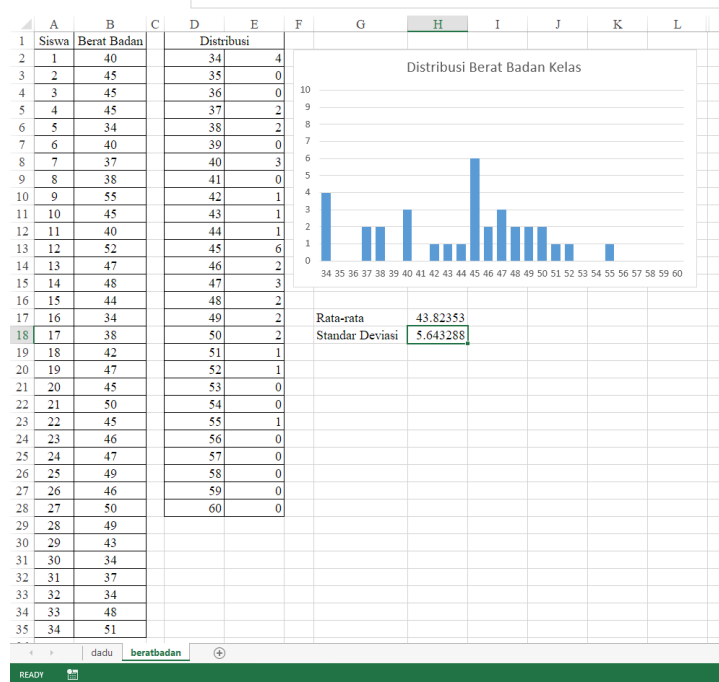 A B C D E F G H I J K L
1 Siswa Berat Badan Distribusi
2 1 40 34 4
3 2 45 35 0
4 3 45 36 0
5 4 45 37 2
6 5 34 38 2
7 6 40 39 0
8 7 37 40 3
9 8 38 41 0
10 9 55 42 1
11 10 45 43 1
12 11 40 44 1
13 12 52 45 6
14 13 47 46 2
15 14 48 47 3
16 15 44 48 2
17 16 34 49 2 Rata-rata 43.82353
18 17 38 50 2 Standar Deviasi 5.643288
19 18 42 51 1
20 19 47 52 1
21 20 45 53 0
22 21 50 54 0
23 22 45 55 1
24 23 46 56 0
25 24 47 57 0
26 25 49 58 0
27 26 46 59 0
28 27 50 60 0
29 28 49
30 29 43
31 30 34
32 31 37
33 32 34
34 33 48
35 34 51
Distribusi Berat Badan Kelas
10
9
8
7
6
5
4
3
2
1
0
34 35 36 37 38 39 40 41 42 43 44 45 46 47 48 49 50 51 52 53 54 55 56 57 58 59 60
dadu beratbadan
READY